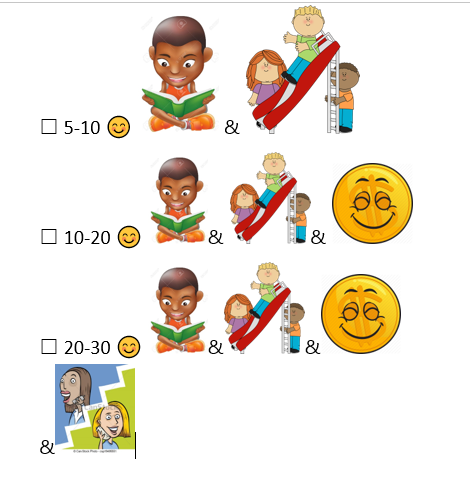 ☐ 5-10 😊 &
☐ 10-20 😊 & &
☐ 20-30 😊 & &
&